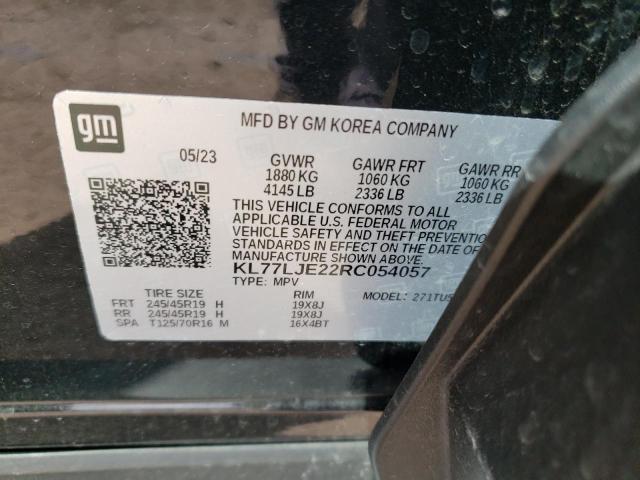 gm
MFD BY GM KOREA COMPANY
05/23 GVWR GAWR FRT GAWR RR
1880 KG 1060 KG 1060 KG
4145 LB 2336 LB 2336 LB
THIS VEHICLE CONFORMS TO ALL
APPLICABLE U.S. FEDERAL MOTOR
VEHICLE SAFETY AND THEFT PREVENTION
STANDARDS IN EFFECT ON THE DATE OF
MANUFACTURE SHOWN ABOVE.
KL77LJE22RC054057
TYPE: MPV
TIRE SIZE RIM MODEL:
FRT 245/45R19 H 19X8J
RR 245/45R19 H 19X8J
SPA T125/70R16 M 16X4BT